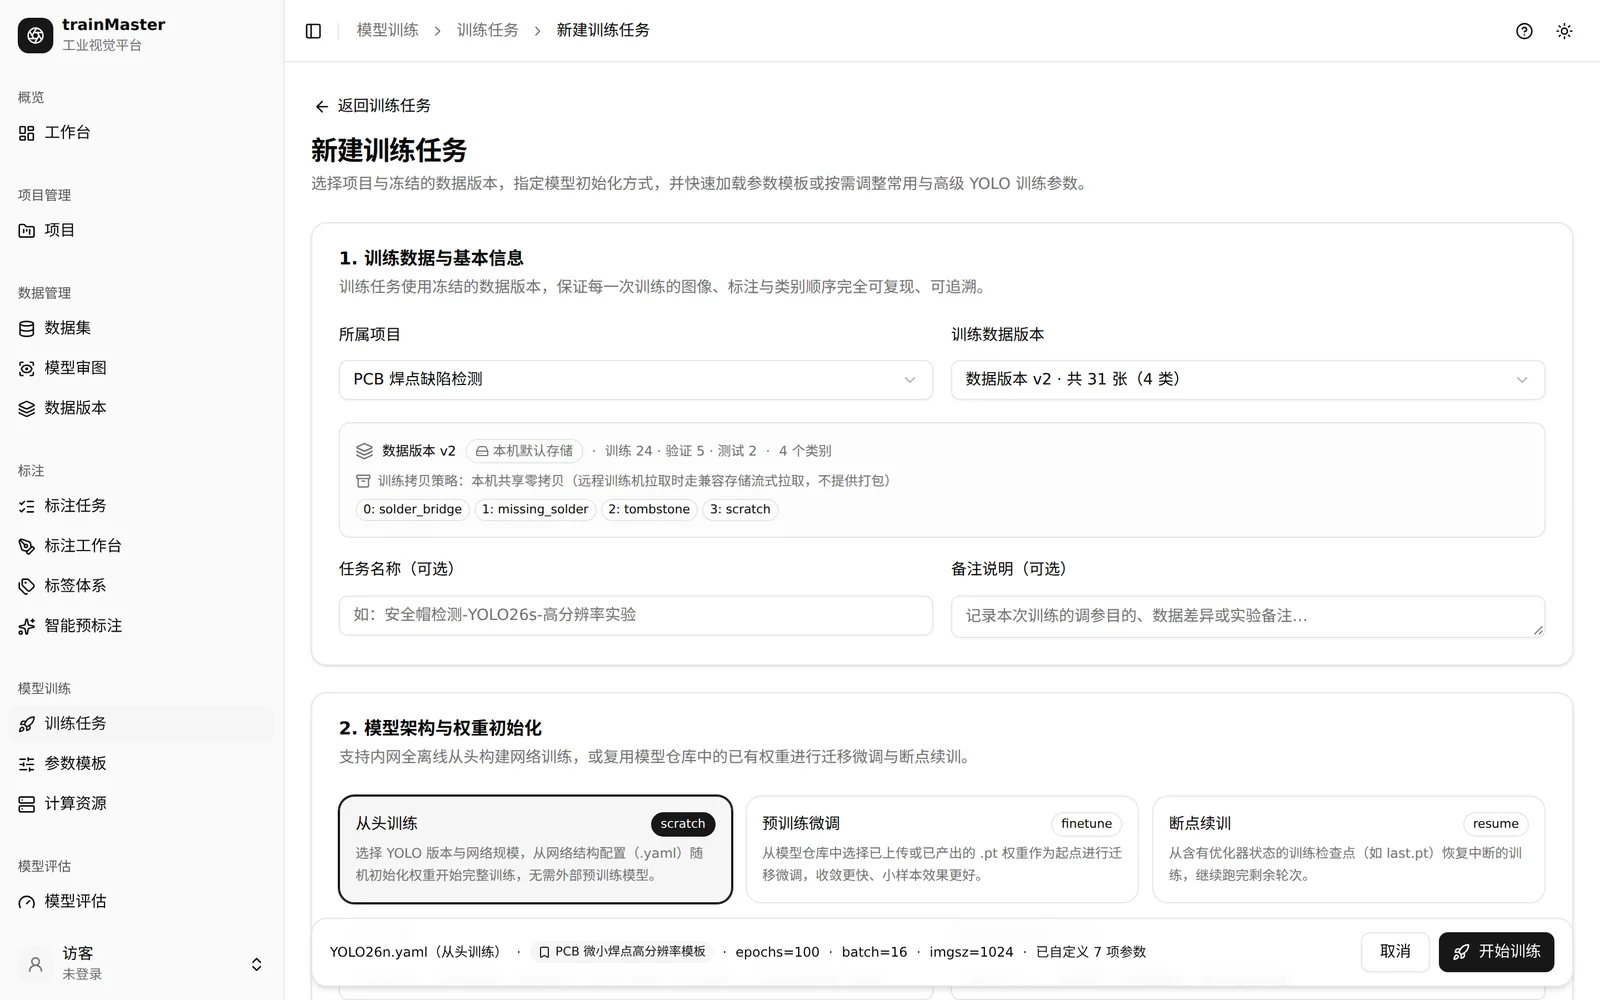 trainMaster
工业视觉平台
概览
工作台
项目管理
项目
数据管理
数据集
模型审图
数据版本
标注
标注任务
标注工作台
标签体系
智能预标注
模型训练
训练任务
参数模板
计算资源
模型评估
模型评估
访客
未登录
模型训练 > 训练任务 > 新建训练任务
返回训练任务
新建训练任务
选择项目与冻结的数据版本，指定模型初始化方式，并快速加载参数模板或按需调整常用与高级 YOLO 训练参数。
1. 训练数据与基本信息
训练任务使用冻结的数据版本，保证每一次训练的图像、标注与类别顺序完全可复现、可追溯。
所属项目 训练数据版本
PCB 焊点缺陷检测 数据版本 v2 · 共 31 张（4 类）
数据版本 v2 本机默认存储 · 训练 24 · 验证 5 · 测试 2 · 4 个类别
训练拷贝策略：本机共享零拷贝（远程训练机拉取时走兼容存储流式拉取，不提供打包）
0: solder_bridge 1: missing_solder 2: tombstone 3: scratch
任务名称（可选） 备注说明（可选）
如：安全帽检测-YOLO26s-高分辨率实验 记录本次训练的调参目的、数据差异或实验备注...
2. 模型架构与权重初始化
支持内网全离线从头构建网络训练，或复用模型仓库中的已有权重进行迁移微调与断点续训。
从头训练 scratch
选择 YOLO 版本与网络规模，从网络结构配置（.yaml）随
机初始化权重开始完整训练，无需外部预训练模型。
预训练微调 finetune
从模型仓库中选择已上传或已产出的 .pt 权重作为起点进行迁
移微调，收敛更快、小样本效果更好。
断点续训 resume
从含有优化器状态的训练检查点（如 last.pt）恢复中断的训
练，继续跑完剩余轮次。
YOLO26n.yaml（从头训练） · PCB 微小焊点高分辨率模板 · epochs=100 · batch=16 · imgsz=1024 · 已自定义 7 项参数
取消 开始训练